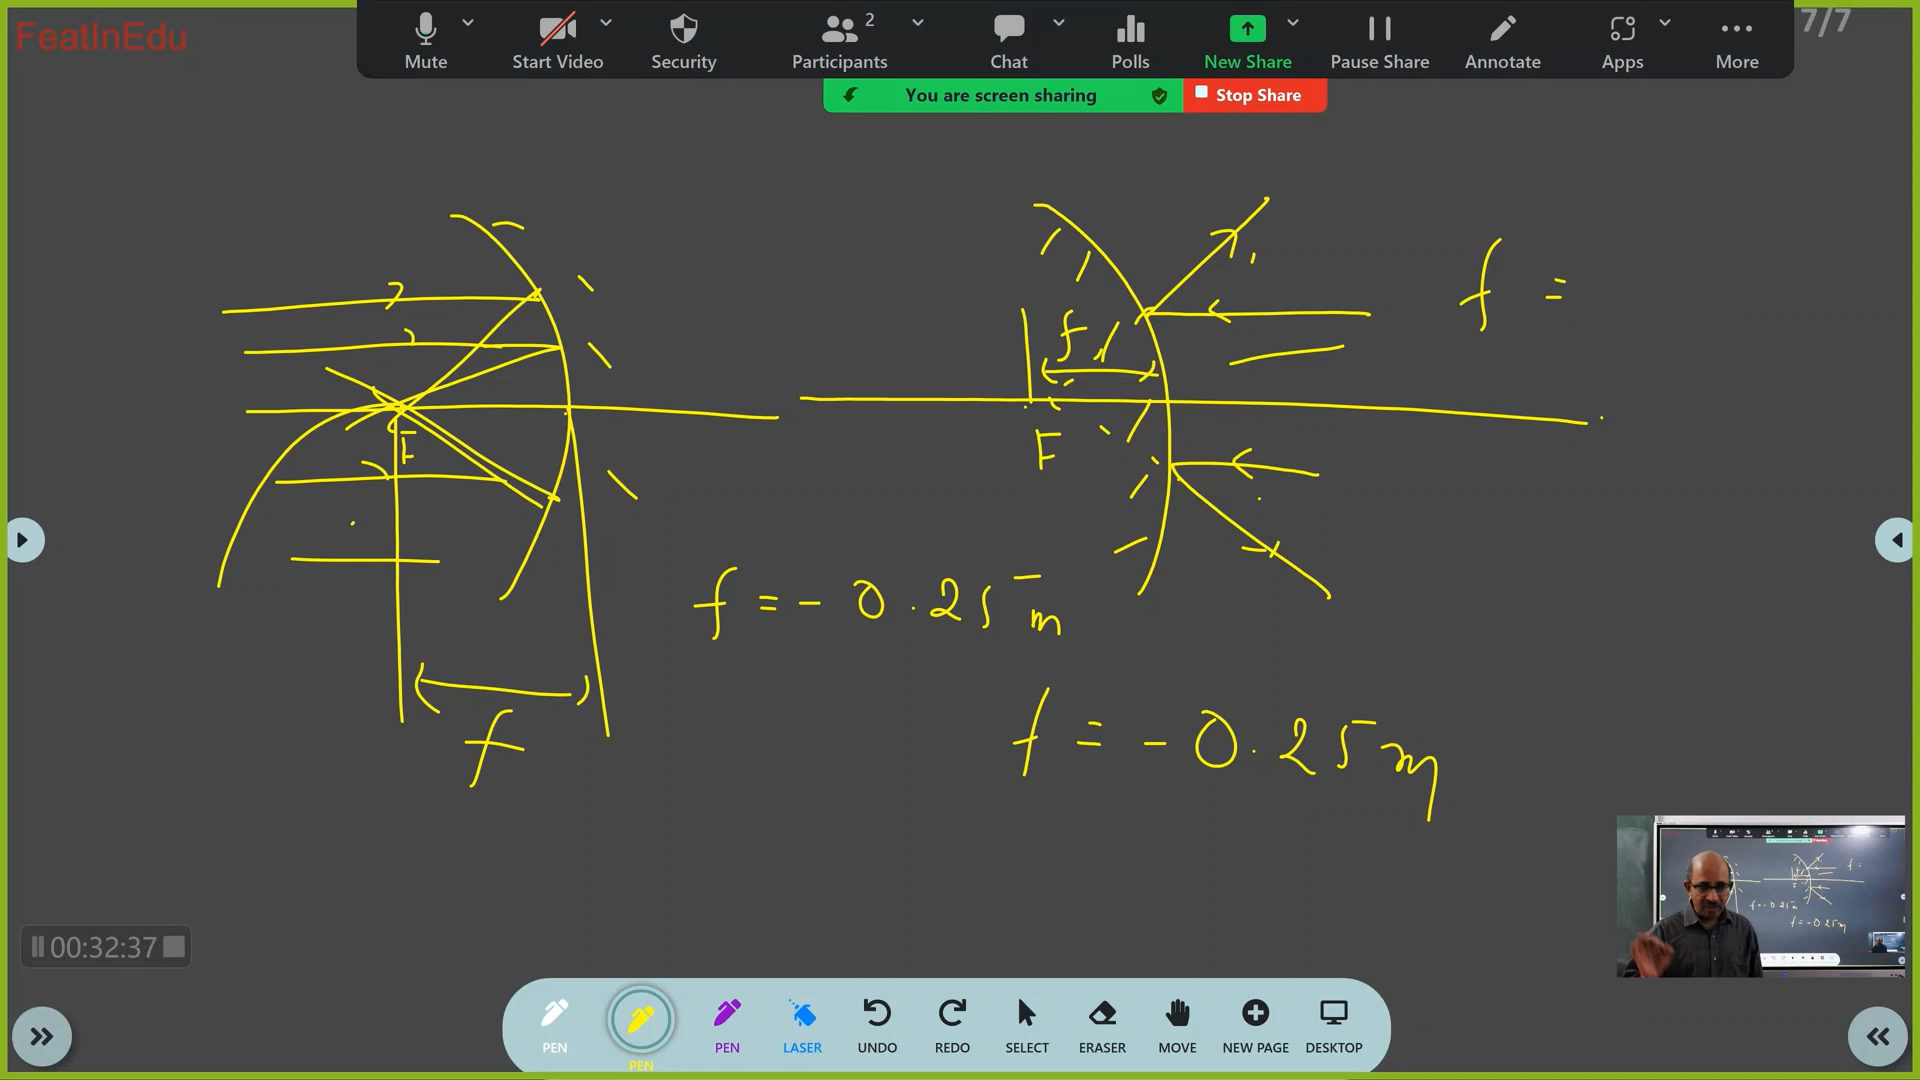 FeatInEdu
Mute
Start Video
Security
Participants
2
Chat
Polls
New Share
Pause Share
Annotate
Apps
More
7/7
You are screen sharing
Stop Share
f =
f
F
F
f = - 0.25 m
f = - 0.25 m
f
00:32:37
PEN
PEN
PEN
LASER
UNDO
REDO
SELECT
ERASER
MOVE
NEW PAGE
DESKTOP